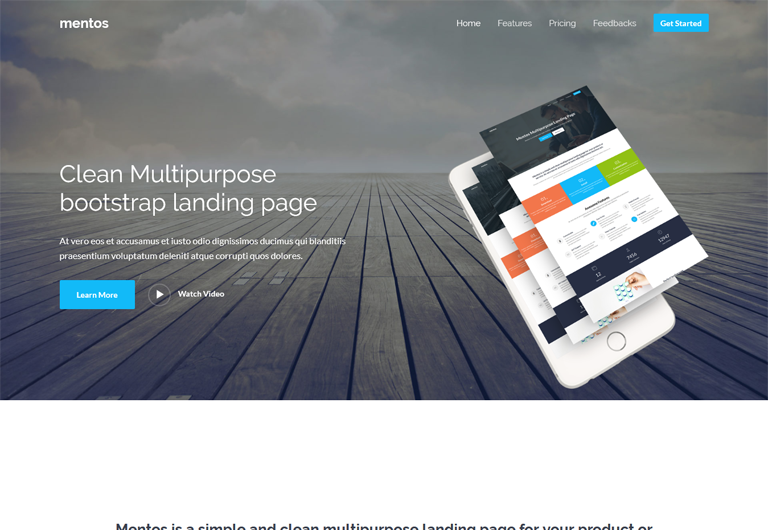 mentos
Home Features Pricing Feedbacks Get Started
Mentos Multipurpose Landing Page
Clean Multipurpose
bootstrap landing page
At vero eos et accusamus et iusto odio dignissimos ducimus qui blanditiis
praesentium voluptatum deleniti atque corrupti quos dolores.
Learn More Watch Video
Mentos is a simple and clean multipurpose landing page for your product or